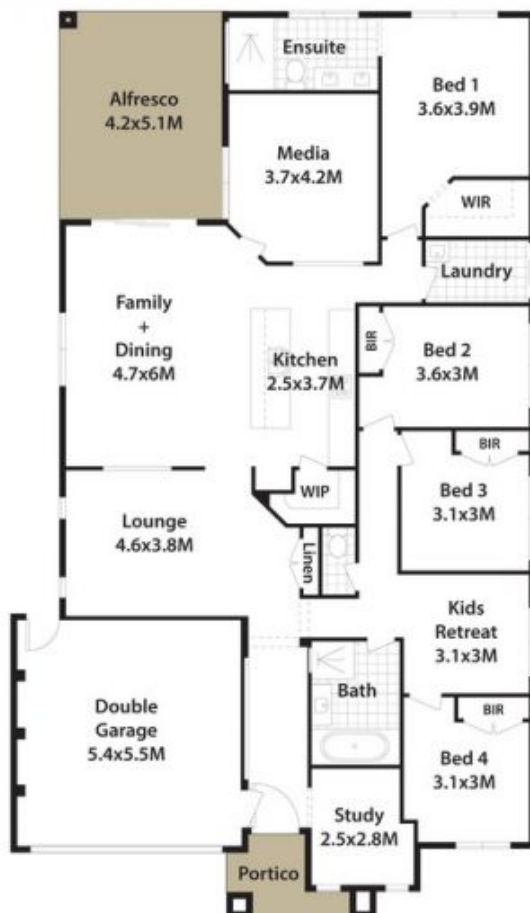 Ensuite
Alfresco
4.2x5.1M
Bed 1
3.6x3.9M
Media
3.7x4.2M
WIR
Laundry
Family
+
Dining
4.7x6M
Kitchen
2.5x3.7M
BIR
Bed 2
3.6x3M
BIR
Bed 3
3.1x3M
WIP
Lounge
4.6x3.8M
Linen
Kids
Retreat
3.1x3M
Bath
BIR
Double
Garage
5.4x5.5M
Bed 4
3.1x3M
Study
2.5x2.8M
Portico